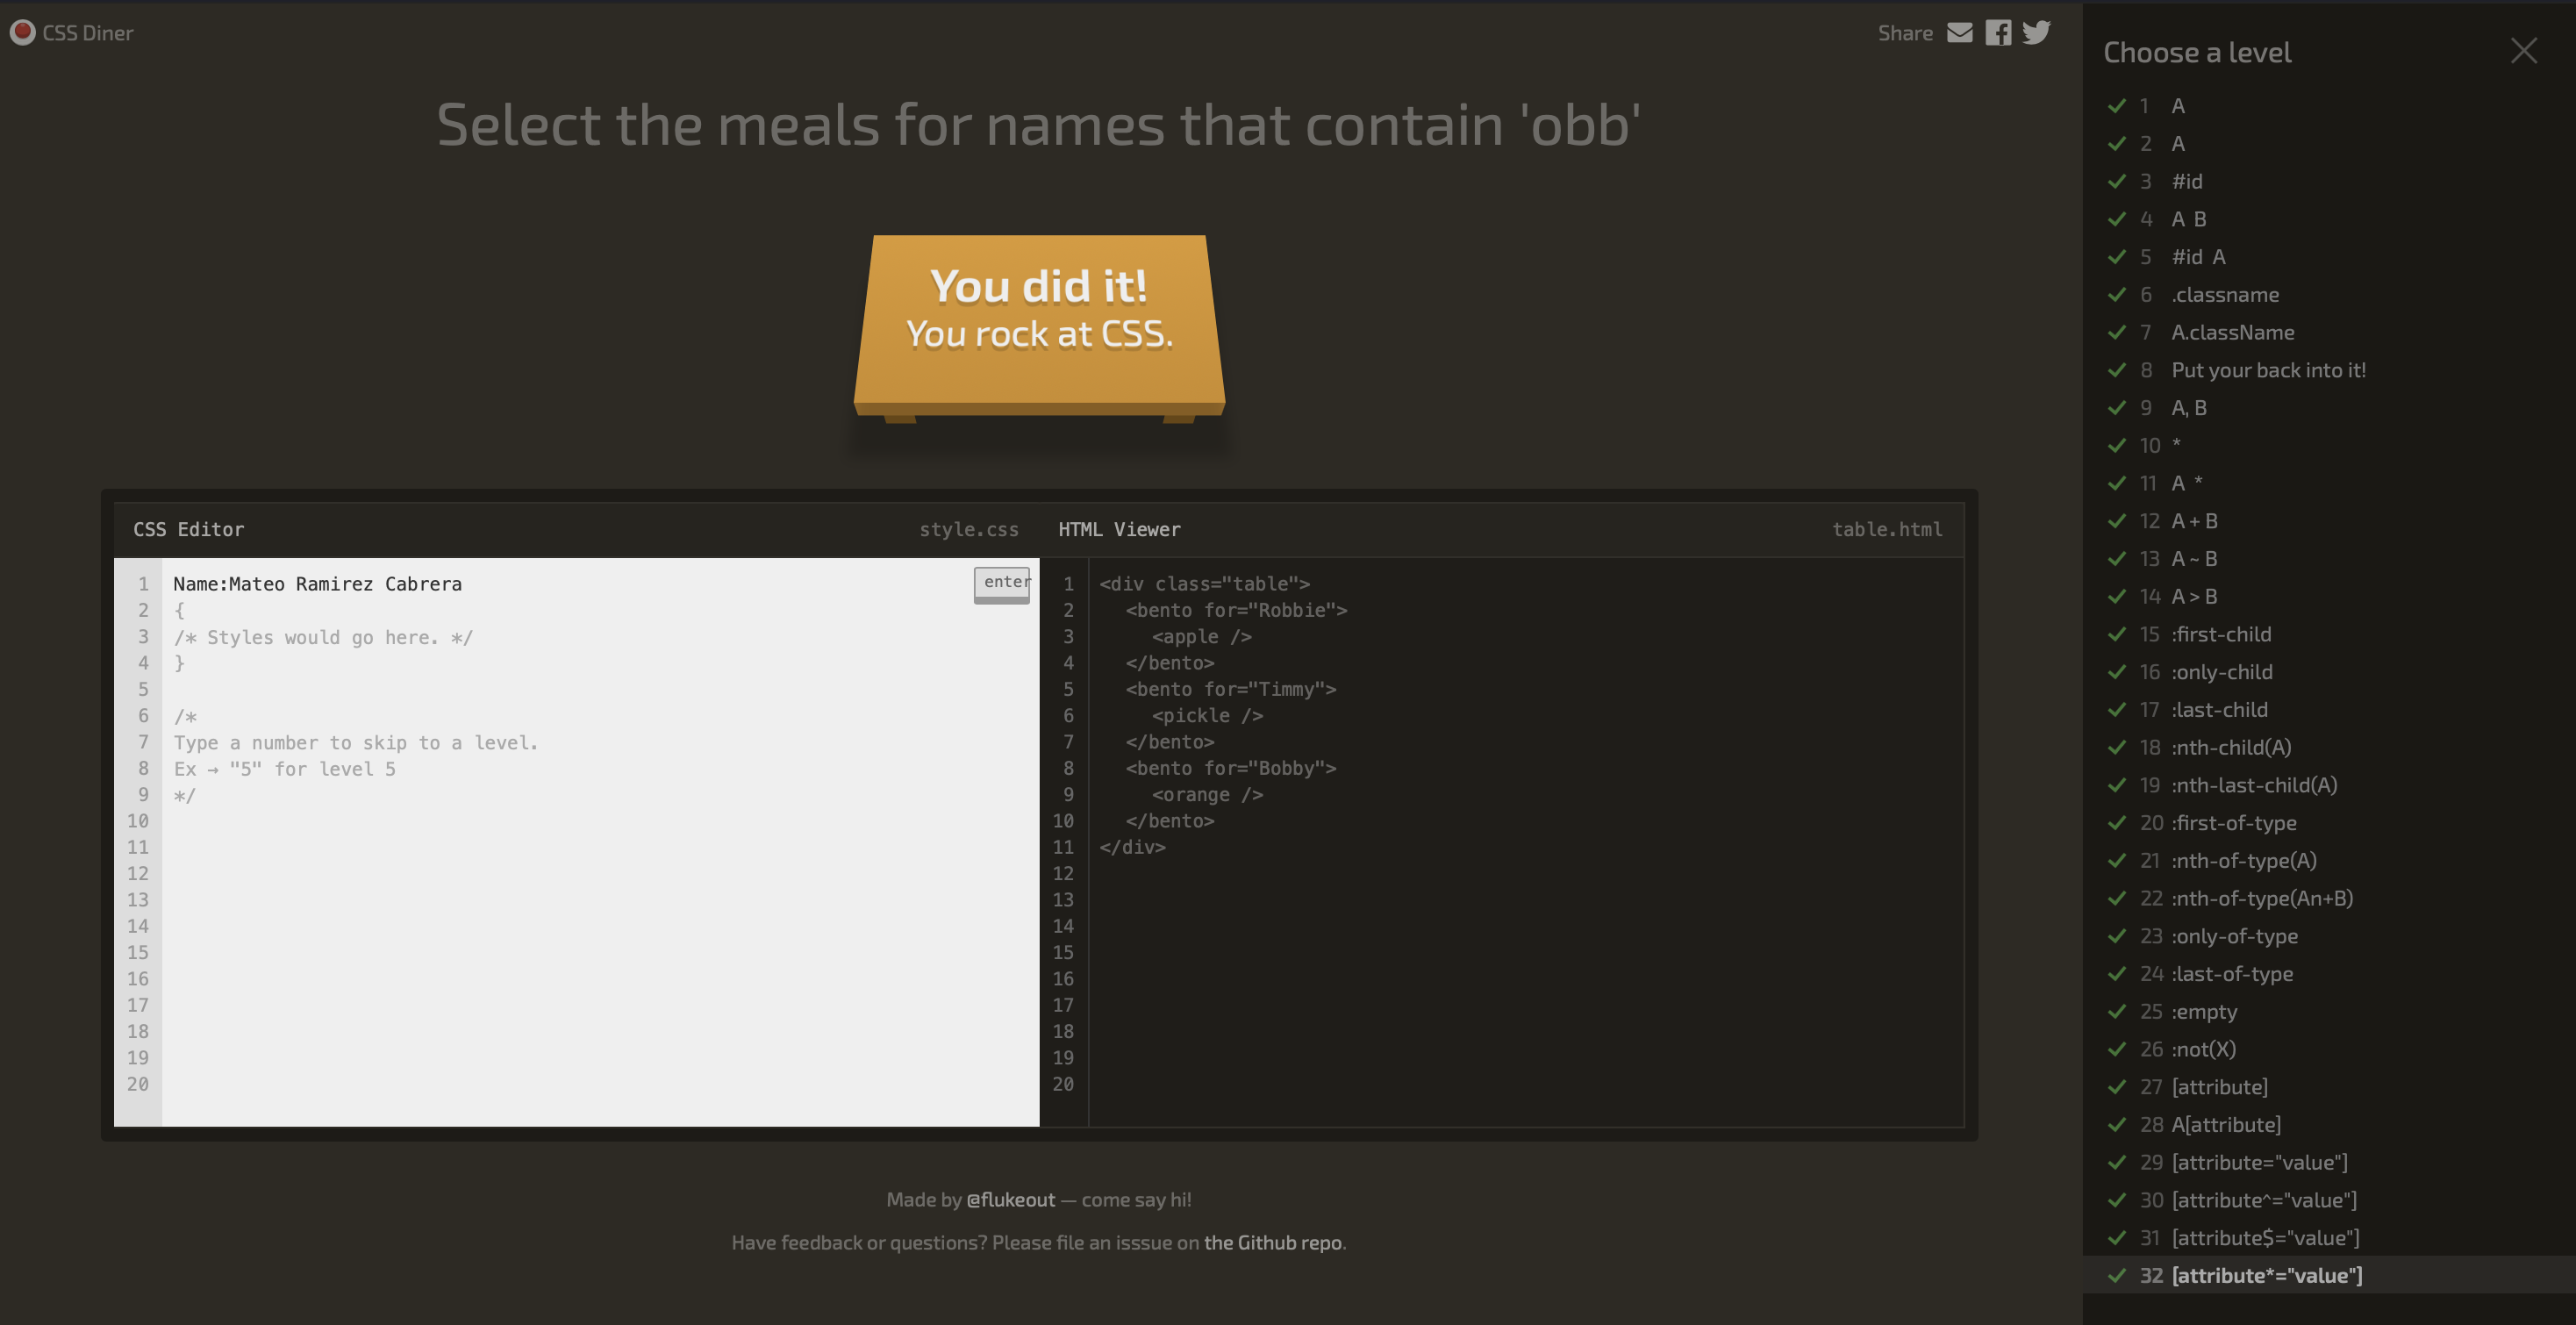 CSS Diner
Share
Select the meals for names that contain 'obb'
You did it!
You rock at CSS.
CSS Editor style.css
1 Name:Mateo Ramirez Cabrera
enter
2 {
3 /* Styles would go here. */
4 }
5
6 /*
7 Type a number to skip to a level.
8 Ex → "5" for level 5
9 */
10
11
12
13
14
15
16
17
18
19
20
HTML Viewer table.html
1 <div class="table">
2 <bento for="Robbie">
3 <apple />
4 </bento>
5 <bento for="Timmy">
6 <pickle />
7 </bento>
8 <bento for="Bobby">
9 <orange />
10 </bento>
11 </div>
12
13
14
15
16
17
18
19
20
Made by @flukeout — come say hi!
Have feedback or questions? Please file an isssue on the Github repo.
Choose a level
1 A
2 A
3 #id
4 A B
5 #id A
6 .classname
7 A.className
8 Put your back into it!
9 A, B
10 *
11 A *
12 A + B
13 A ~ B
14 A > B
15 :first-child
16 :only-child
17 :last-child
18 :nth-child(A)
19 :nth-last-child(A)
20 :first-of-type
21 :nth-of-type(A)
22 :nth-of-type(An+B)
23 :only-of-type
24 :last-of-type
25 :empty
26 :not(X)
27 [attribute]
28 A[attribute]
29 [attribute="value"]
30 [attribute^="value"]
31 [attribute$="value"]
32 [attribute*="value"]